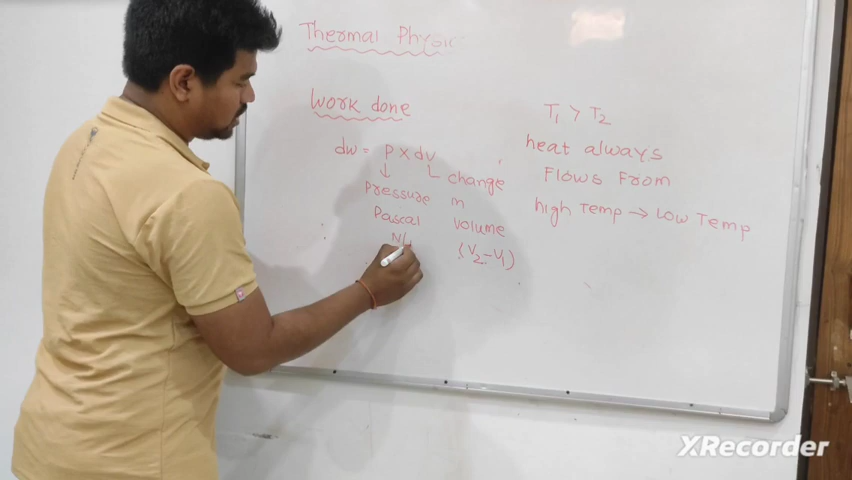 Thermal Physic
Work done
dw = P X dv
Pressure
Pascal
N/
change
in
volume
(V2-V1)
T1 > T2
heat always
Flows From
high Temp → Low Temp
XRecorder